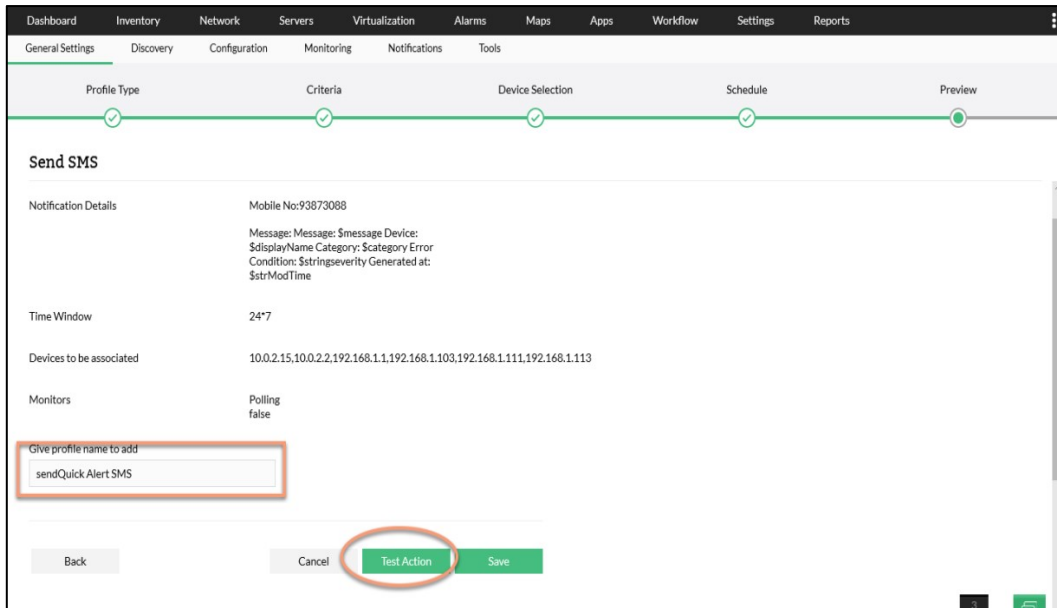 Dashboard Inventory Network Servers Virtualization Alarms Maps Apps Workflow Settings Reports
General Settings Discovery Configuration Monitoring Notifications Tools
Profile Type Criteria Device Selection Schedule Preview
Send SMS
Notification Details Mobile No:93873088
Message: Message: $message Device:
$displayName Category: $category Error
Condition: $stringseverity Generated at:
$strModTime
Time Window 24*7
Devices to be associated 10.0.2.15,10.0.2.2,192.168.1.1,192.168.1.103,192.168.1.111,192.168.1.113
Monitors Polling
false
Give profile name to add
sendQuick Alert SMS
Back Cancel Test Action Save
3